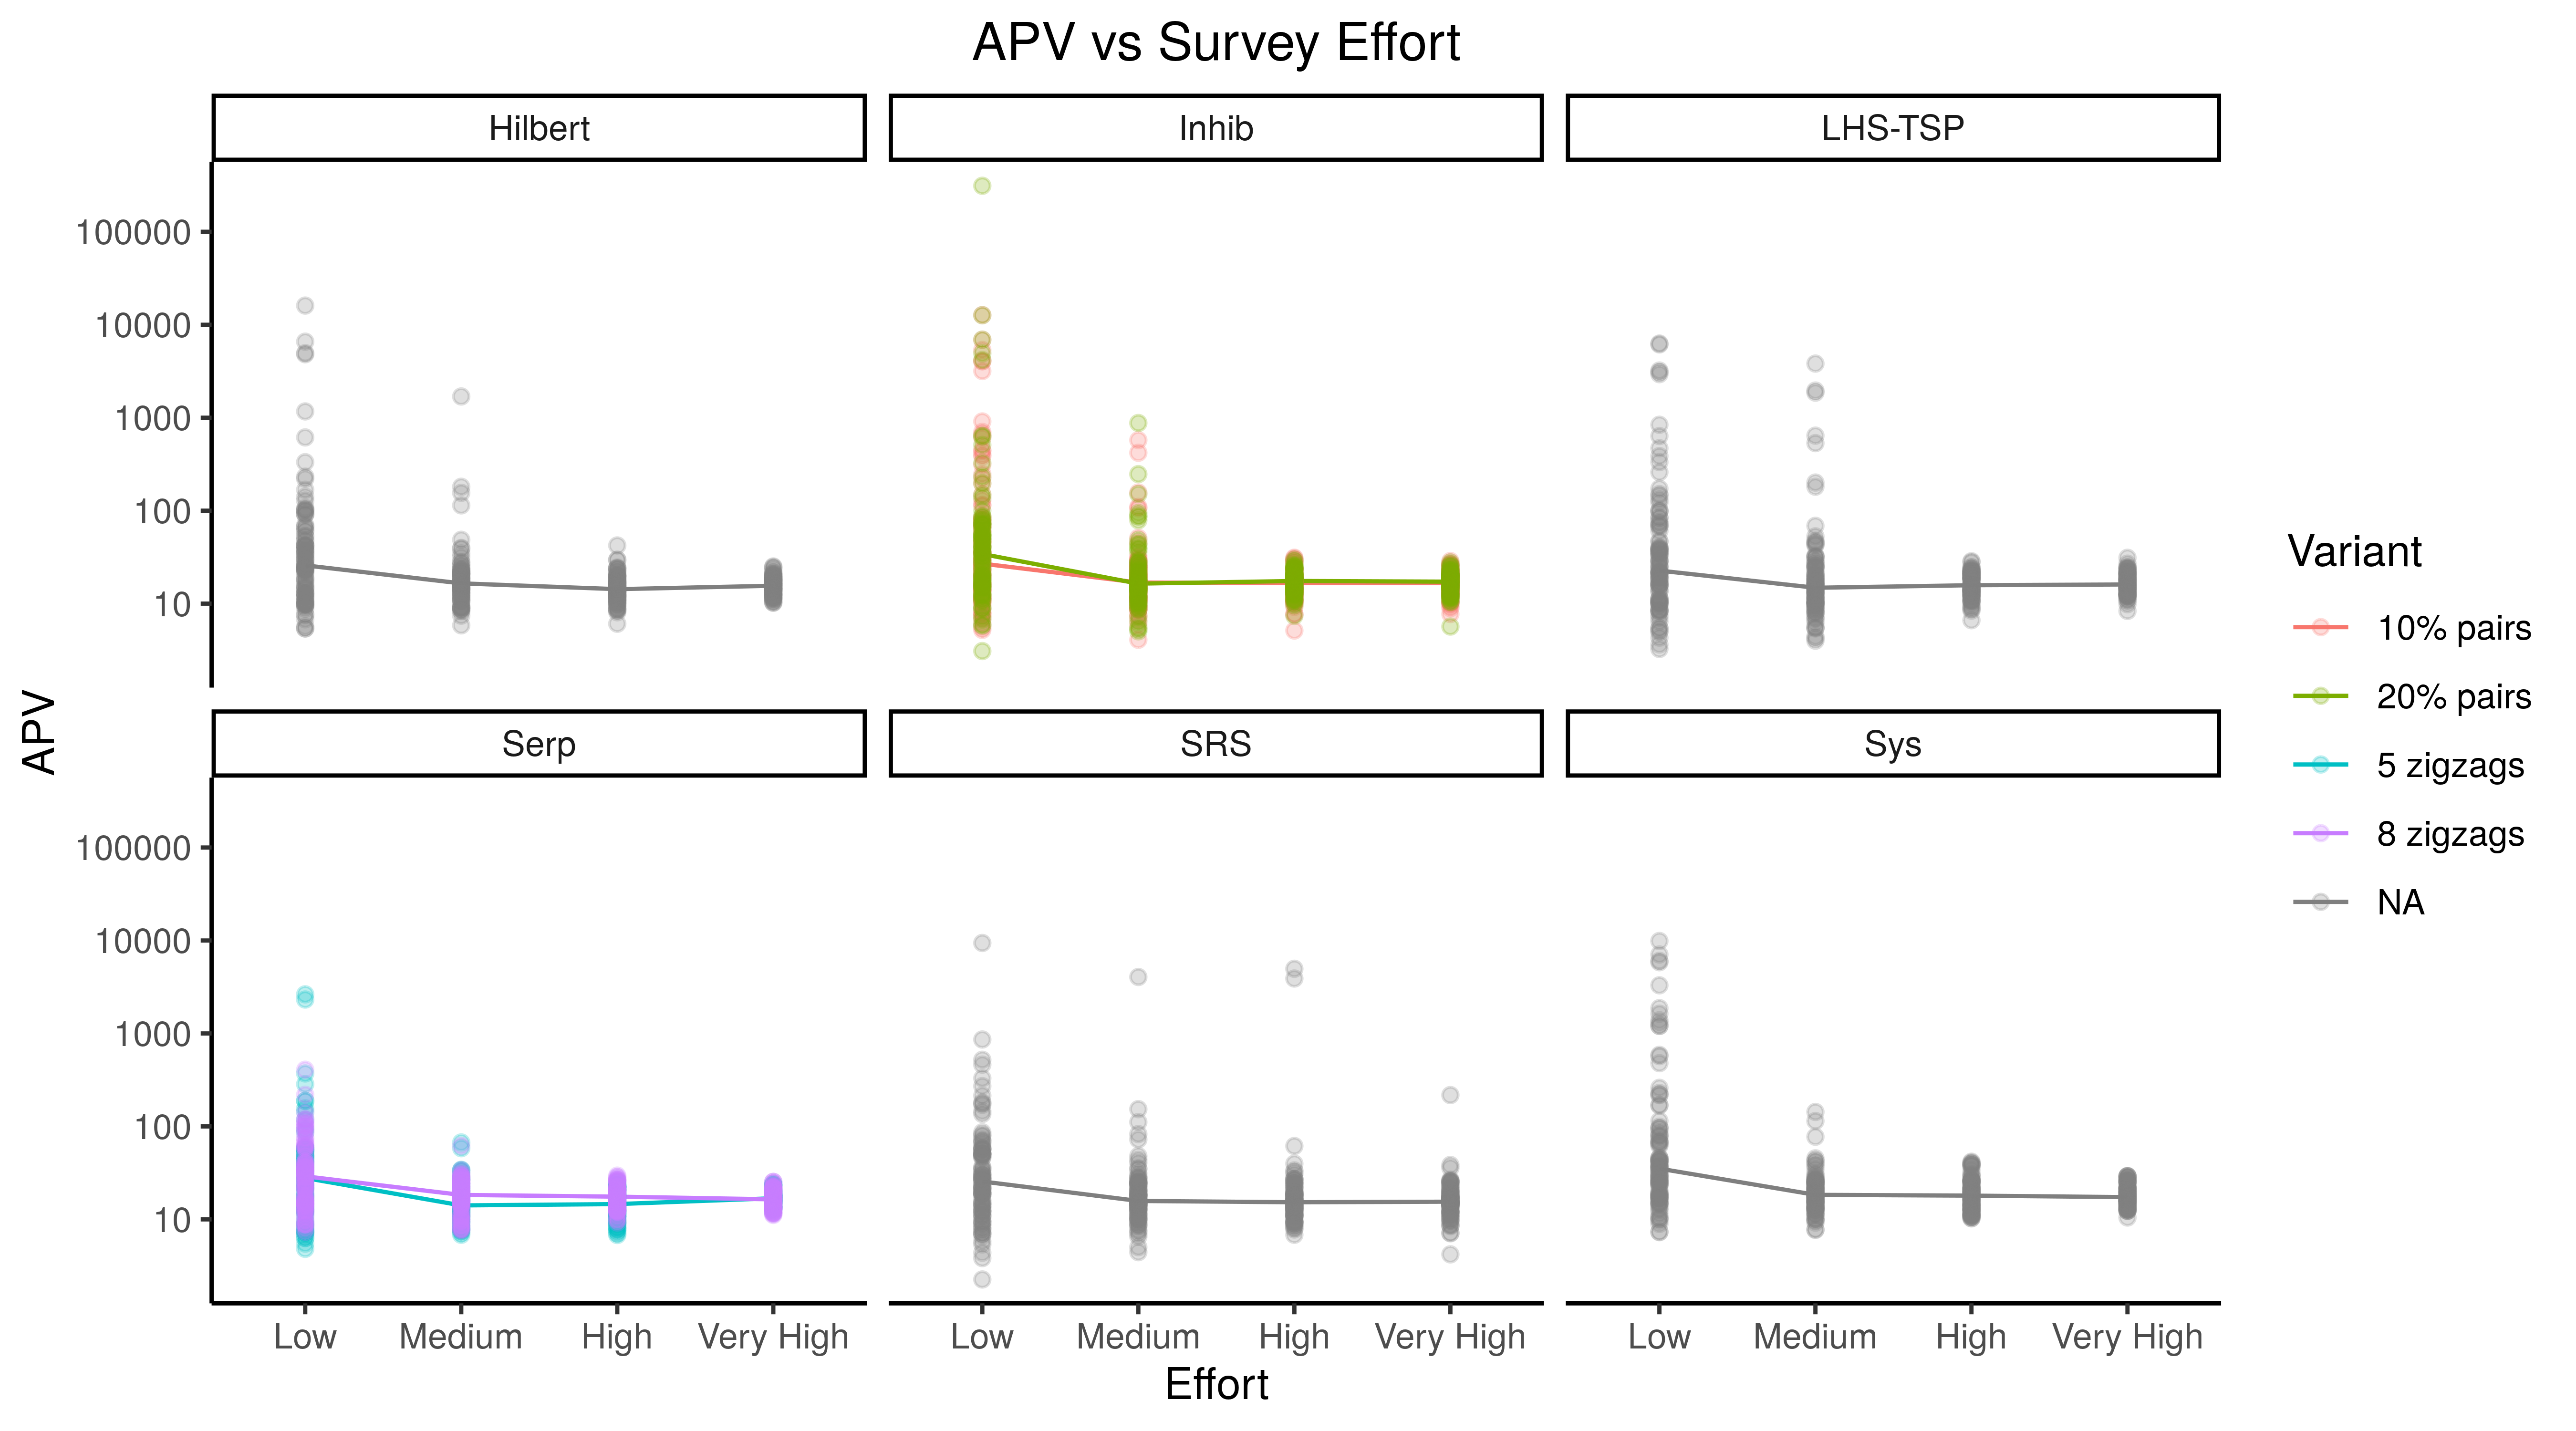 APV vs Survey Effort
Hilbert
Inhib
LHS-TSP
100000
10000
1000
100
10
APV
Serp
SRS
Sys
100000
10000
1000
100
10
Low Medium High Very High
Low Medium High Very High
Low Medium High Very High
Effort
Variant
10% pairs
20% pairs
5 zigzags
8 zigzags
NA